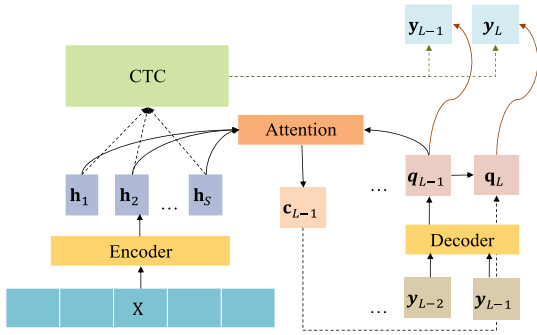 y_{L-1} y_L
CTC
Attention
h_1 h_2 ... h_S
c_{L-1}
... q_{L-1} q_L
Encoder
Decoder
X
... y_{L-2} y_{L-1}